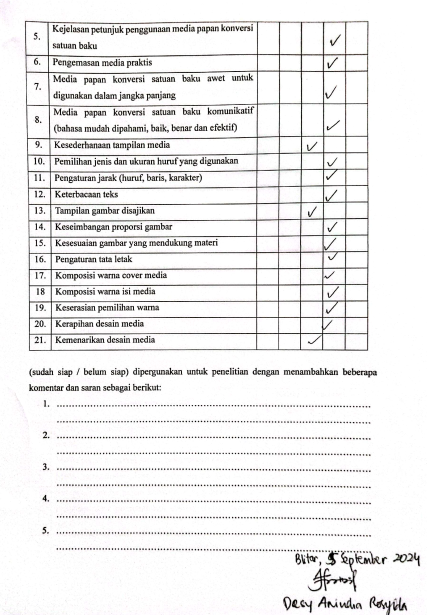 5. Kejelasan petunjuk penggunaan media papan konversi
satuan baku ✓
6. Pengemasan media praktis ✓
7. Media papan konversi satuan baku awet untuk
digunakan dalam jangka panjang ✓
8. Media papan konversi satuan baku komunikatif
(bahasa mudah dipahami, baik, benar dan efektif) ✓
9. Kesederhanaan tampilan media ✓
10. Pemilihan jenis dan ukuran huruf yang digunakan ✓
11. Pengaturan jarak (huruf, baris, karakter) ✓
12. Keterbacaan teks ✓
13. Tampilan gambar disajikan ✓
14. Keseimbangan proporsi gambar ✓
15. Kesesuaian gambar yang mendukung materi ✓
16. Pengaturan tata letak ✓
17. Komposisi warna cover media ✓
18 Komposisi warna isi media ✓
19. Keserasian pemilihan warna ✓
20. Kerapihan desain media ✓
21. Kemenarikan desain media ✓
(sudah siap / belum siap) dipergunakan untuk penelitian dengan menambahkan beberapa
komentar dan saran sebagai berikut:
1.
2.
3.
4.
5.
Blitar, 5 September 2024
Desy Anindia Rosyida